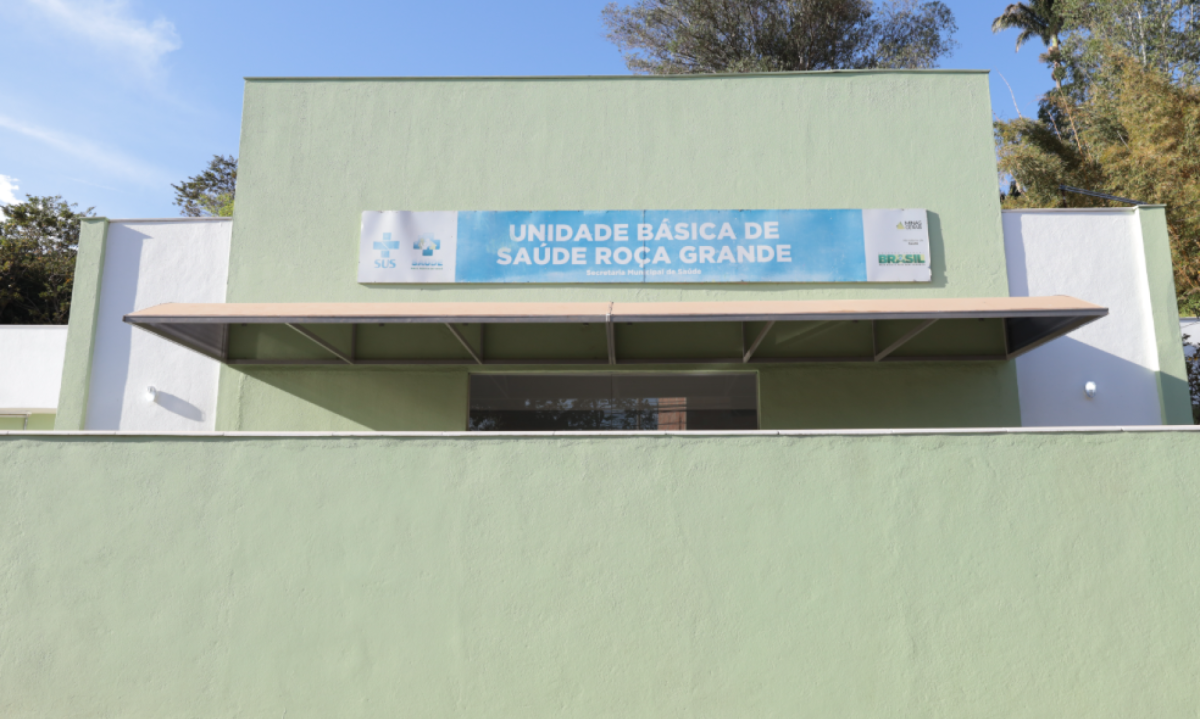 UNIDADE BÁSICA DE
SAÚDE ROÇA GRANDE
Secretaria Municipal de Saúde
SUS
BRASIL